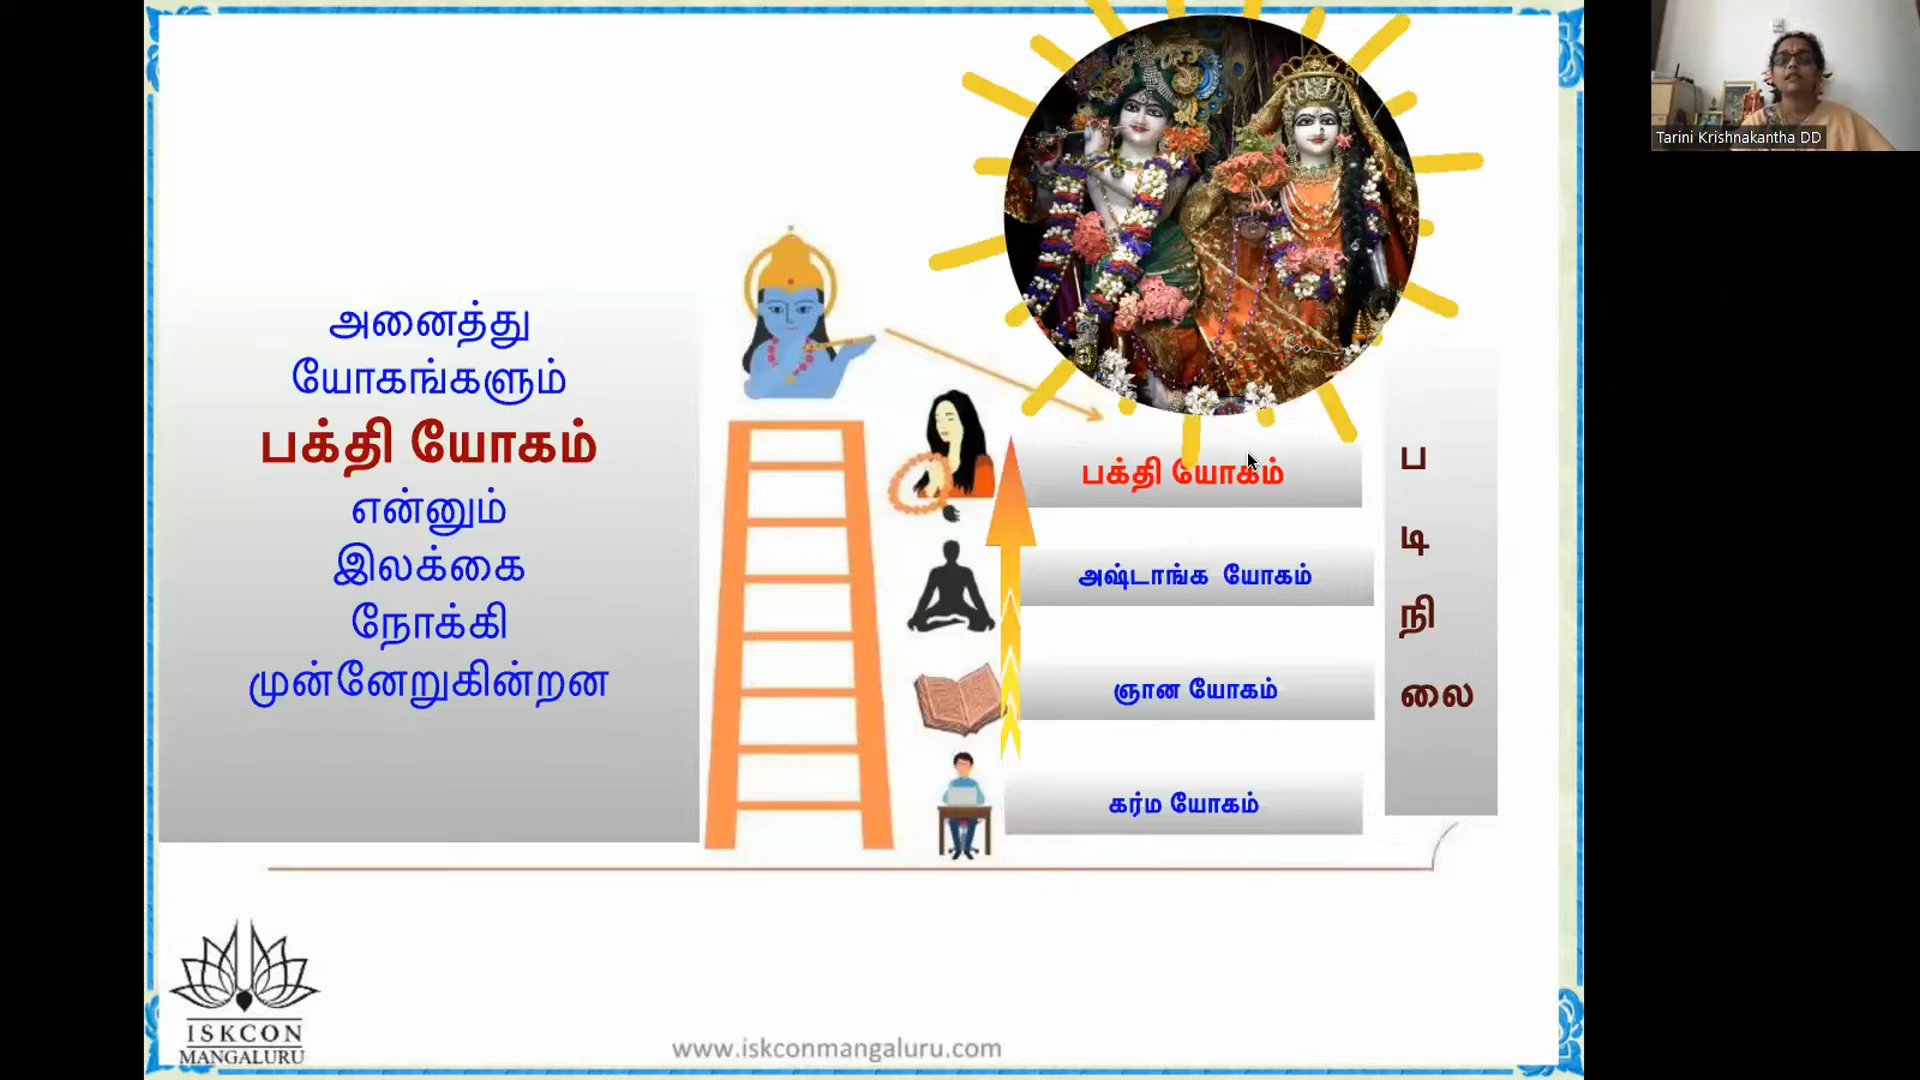 அனைத்து
யோகங்களும்
பக்தி யோகம்
என்னும்
இலக்கை
நோக்கி
முன்னேறுகின்றன
பக்தி யோகம்
அஷ்டாங்க யோகம்
ஞான யோகம்
கர்ம யோகம்
ப
டி
நி
லை
ISKCON
MANGALURU
www.iskconmangaluru.com
Tarini Krishnakantha DD